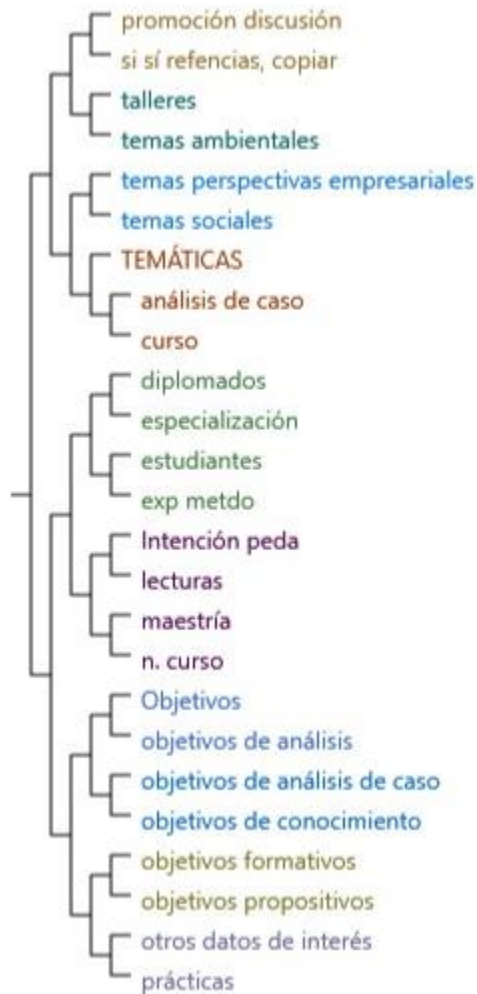 promoción discusión
si sí refencias, copiar
talleres
temas ambientales
temas perspectivas empresariales
temas sociales
TEMÁTICAS
análisis de caso
curso
diplomados
especialización
estudiantes
exp metdo
Intención peda
lecturas
maestría
n. curso
Objetivos
objetivos de análisis
objetivos de análisis de caso
objetivos de conocimiento
objetivos formativos
objetivos propositivos
otros datos de interés
prácticas